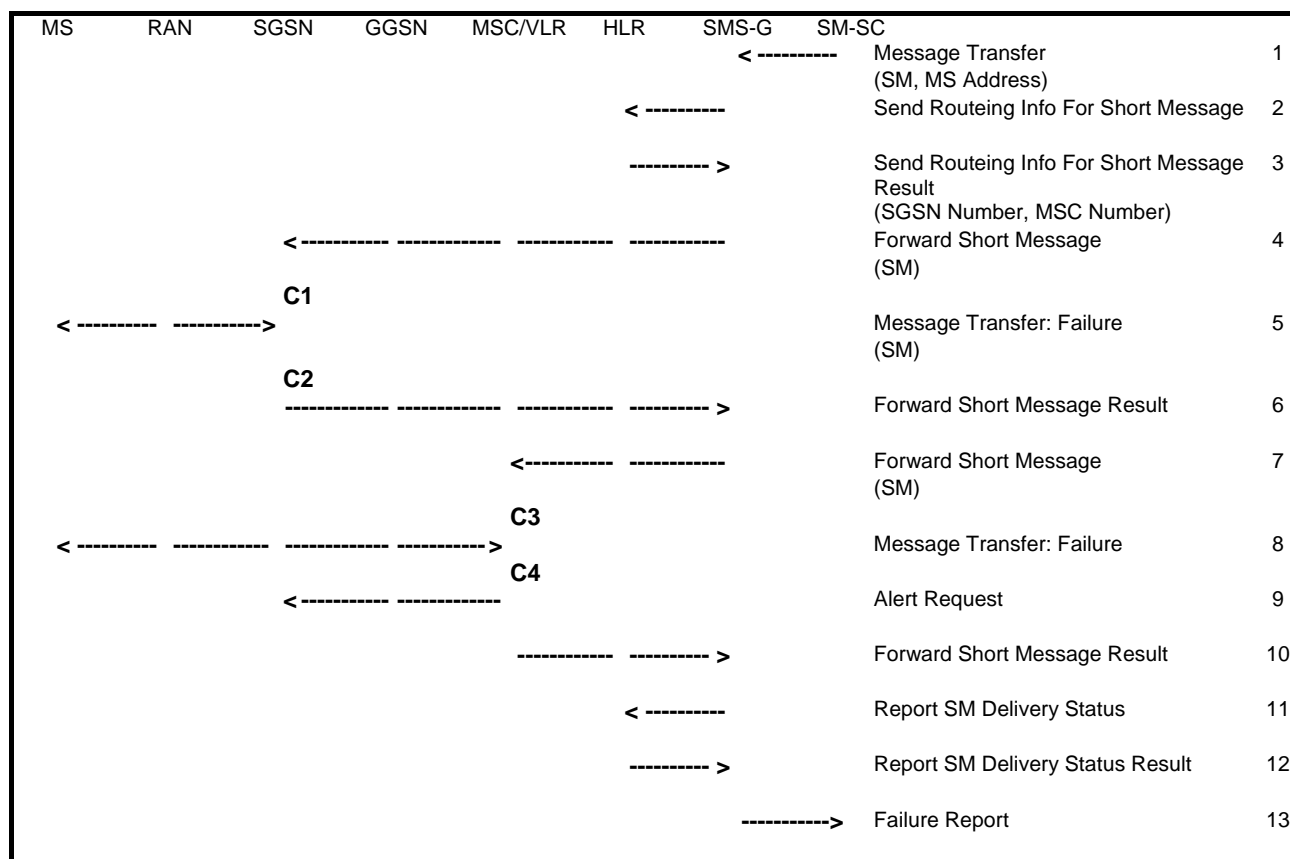 MS RAN SGSN GGSN MSC/VLR HLR SMS-G SM-SC
Message Transfer 1
(SM, MS Address)
Send Routeing Info For Short Message 2
Send Routeing Info For Short Message 3
Result
(SGSN Number, MSC Number)
Forward Short Message 4
(SM)
C1
Message Transfer: Failure 5
(SM)
C2
Forward Short Message Result 6
Forward Short Message 7
(SM)
C3
Message Transfer: Failure 8
C4
Alert Request 9
Forward Short Message Result 10
Report SM Delivery Status 11
Report SM Delivery Status Result 12
Failure Report 13